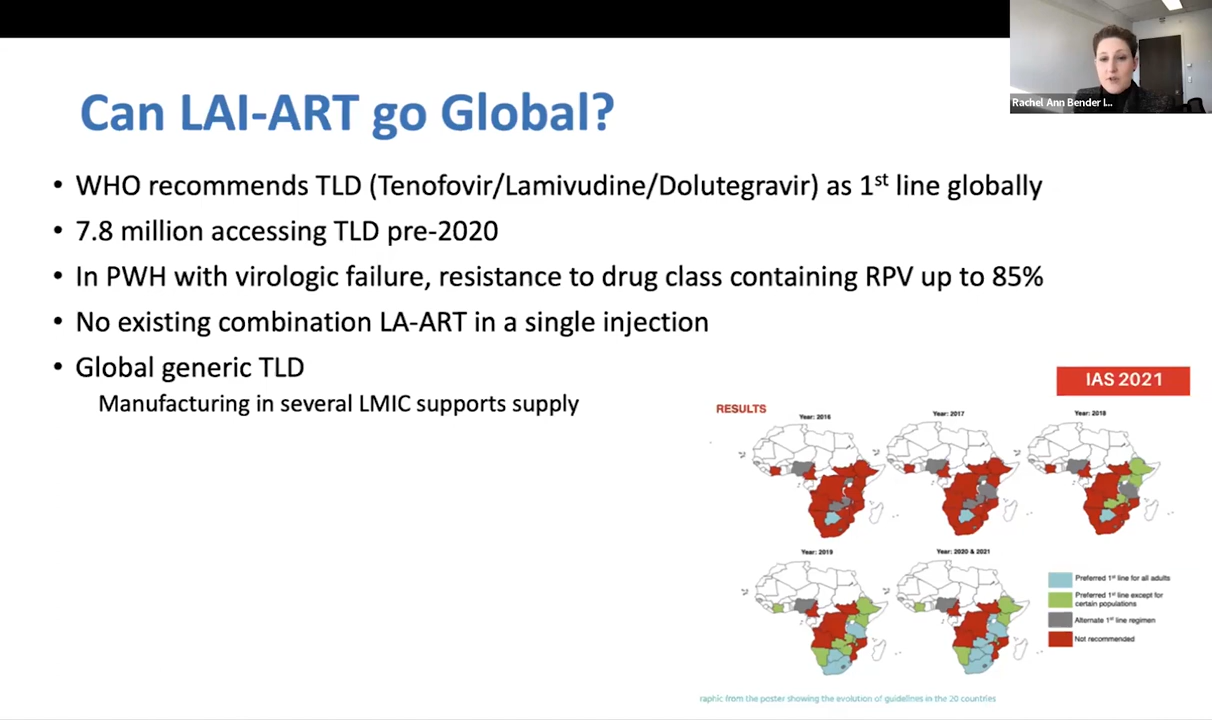 Rachel Ann Bender I...
Can LAI-ART go Global?
• WHO recommends TLD (Tenofovir/Lamivudine/Dolutegravir) as 1st line globally
• 7.8 million accessing TLD pre-2020
• In PWH with virologic failure, resistance to drug class containing RPV up to 85%
• No existing combination LA-ART in a single injection
• Global generic TLD
Manufacturing in several LMIC supports supply
IAS 2021
RESULTS
Year: 2016
Year: 2017
Year: 2018
Year: 2019
Year: 2020 & 2021
Preferred 1st line for all adults
Preferred 1st line except for
certain populations
Alternate 1st line regimen
Not recommended
raphic from the poster showing the evolution of guidelines in the 20 countries